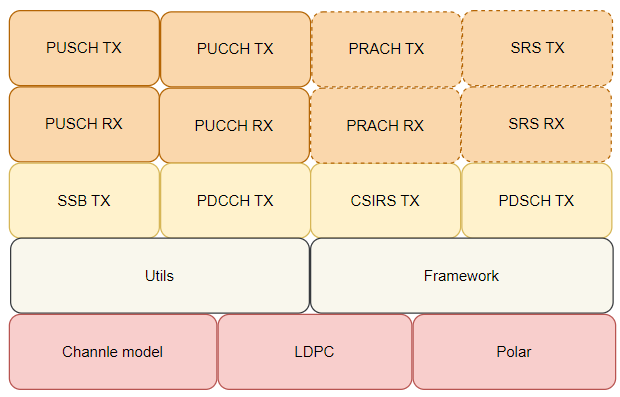 PUSCH TX
PUCCH TX
PRACH TX
SRS TX
PUSCH RX
PUCCH RX
PRACH RX
SRS RX
SSB TX
PDCCH TX
CSIRS TX
PDSCH TX
Utils
Framework
Channle model
LDPC
Polar